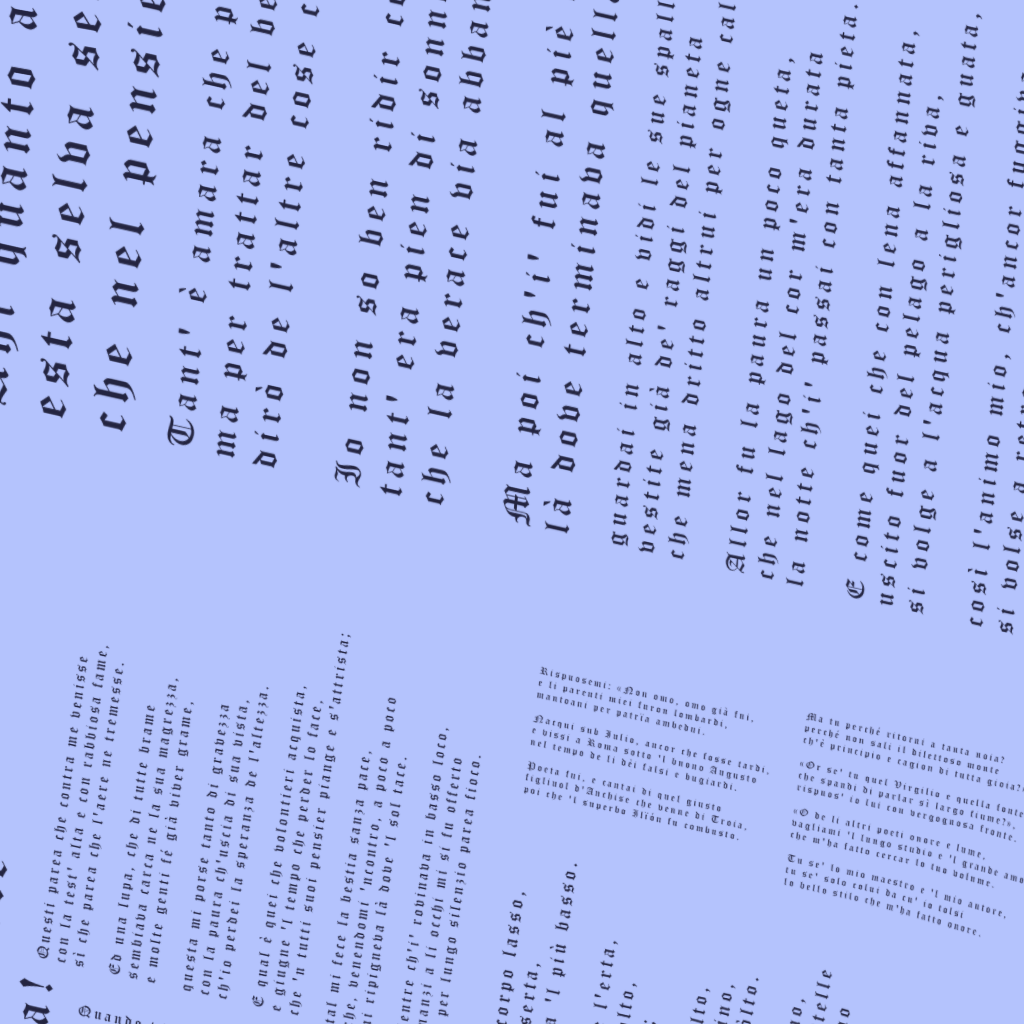 quanto a
esta selva se
che nel pensie
Tant' è amara che p
ma per trattar del be
dirò de l'altre cose c
Io non so ben ridir c
tant' era pien di sonn
che la verace via abban
Ma poi ch'i' fui al piè
là dove terminava quell
guardai in alto e vidi le sue spall
vestite già de' raggi del pianeta
che mena dritto altrui per ogne cal
Allor fu la paura un poco queta,
che nel lago del cor m'era durata
la notte ch'i' passai con tanta pieta.
E come quei che con lena affannata,
uscito fuor del pelago a la riva,
si volge a l'acqua perigliosa e guata,
così l'animo mio, ch'ancor fuggiva
si volse a retro
Questi parea che contra me venisse
con la test' alta e con rabbiosa fame,
sì che parea che l'aere ne tremesse.
Ed una lupa, che di tutte brame
sembiava carca ne la sua magrezza,
e molte genti fé già viver grame,
questa mi porse tanto di gravezza
con la paura ch'uscia di sua vista,
ch'io perdei la speranza de l'altezza.
E qual è quei che volontieri acquista,
e giugne 'l tempo che perder lo face,
che 'n tutti suoi pensier piange e s'attrista;
tal mi fece la bestia sanza pace,
che, venendomi 'ncontro, a poco a poco
mi ripigneva là dove 'l sol tace.
entre ch'i' rovinava in basso loco,
nanzi a li occhi mi si fu offerto
per lungo silenzio parea fioco.
Quando
a!
Rispuosemi: «Non omo, omo già fui,
e li parenti miei furon lombardi,
mantoani per patrïa ambedui.
Nacqui sub Iulio, ancor che fosse tardi,
e vissi a Roma sotto 'l buono Augusto
nel tempo de li dèi falsi e bugiardi.
Poeta fui, e cantai di quel giusto
figliuol d'Anchise che venne di Troia,
poi che 'l superbo Ilïón fu combusto.
Ma tu perché ritorni a tanta noia?
perché non sali il dilettoso monte
ch'è principio e cagion di tutta gioia?
«Or se' tu quel Virgilio e quella fonte
che spandi di parlar sì largo fiume?»,
rispuos' io lui con vergognosa fronte.
«O de li altri poeti onore e lume,
vagliami 'l lungo studio e 'l grande amo
che m'ha fatto cercar lo tuo volume.
Tu se' lo mio maestro e 'l mio autore,
tu se' solo colui da cu' io tolsi
lo bello stilo che m'ha fatto onore.
corpo lasso,
serta,
'l più basso.
l'erta,
olto,